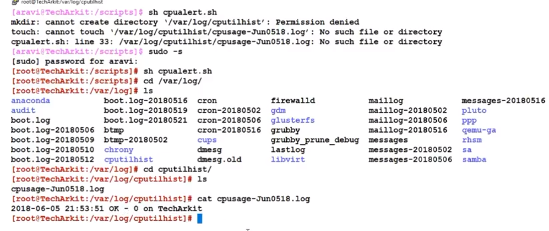 root@TechArkit:/var/log/cputilhist
[aravi@TechArkit:/scripts]$ sh cpualert.sh
mkdir: cannot create directory ‘/var/log/cputilhist’: Permission denied
touch: cannot touch ‘/var/log/cputilhist/cpusage-Jun0518.log’: No such file or directory
cpualert.sh: line 33: /var/log/cputilhist/cpusage-Jun0518.log: No such file or directory
[aravi@TechArkit:/scripts]$ sudo -s
[sudo] password for aravi:
[root@TechArkit:/scripts]# sh cpualert.sh
[root@TechArkit:/scripts]# cd /var/log/
[root@TechArkit:/var/log]# ls
anaconda boot.log-20180516 cron firewalld maillog messages-20180516
audit boot.log-20180519 cron-20180502 gdm maillog-20180502 pluto
boot.log boot.log-20180521 cron-20180506 glusterfs maillog-20180506 ppp
boot.log-20180506 btmp cron-20180516 grubby maillog-20180516 qemu-ga
boot.log-20180509 btmp-20180502 cups grubby_prune_debug messages rhsm
boot.log-20180510 chrony dmesg lastlog messages-20180502 sa
boot.log-20180512 cputilhist dmesg.old libvirt messages-20180506 samba
[root@TechArkit:/var/log]# cd cputilhist/
[root@TechArkit:/var/log/cputilhist]# ls
cpusage-Jun0518.log
[root@TechArkit:/var/log/cputilhist]# cat cpusage-Jun0518.log
2018-06-05 21:53:51 OK - 0 on TechArkit
[root@TechArkit:/var/log/cputilhist]#